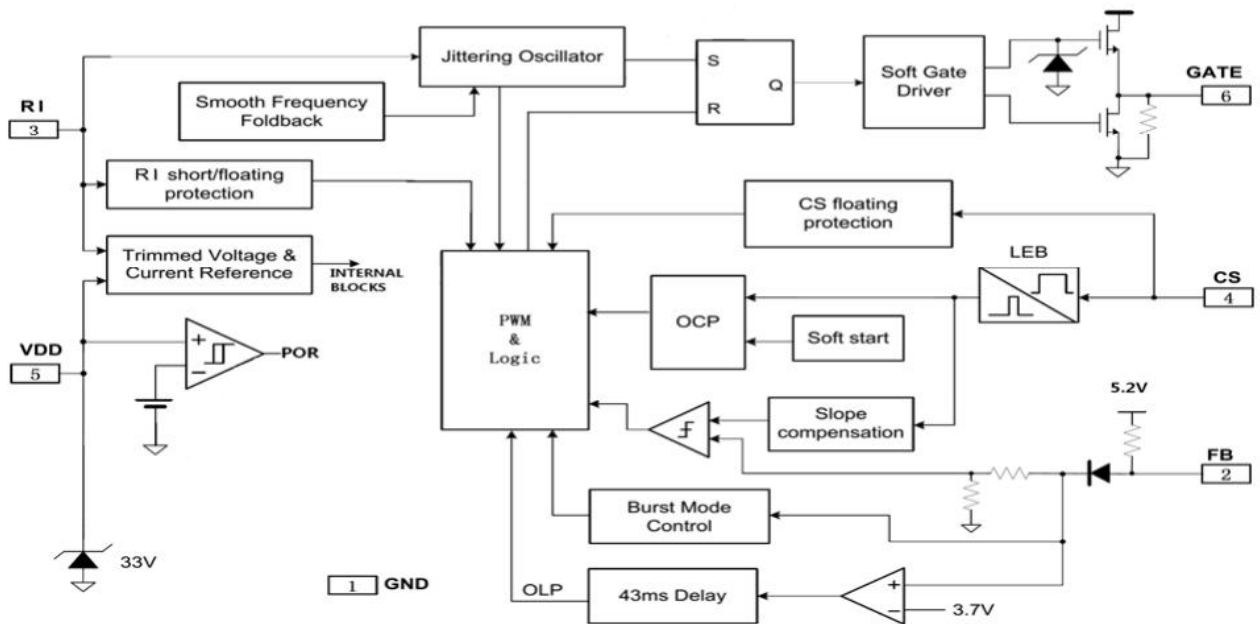 Jittering Oscillator
S
R
Q
Soft Gate
Driver
GATE
6
Smooth Frequency
Foldback
RI
3
RI short/floating
protection
CS floating
protection
Trimmed Voltage &
Current Reference
INTERNAL
BLOCKS
LEB
CS
4
PWM
&
Logic
OCP
Soft start
VDD
5
+
−
POR
5.2V
Slope
compensation
FB
2
Burst Mode
Control
33V
1
GND
OLP
43ms Delay
+
−
3.7V